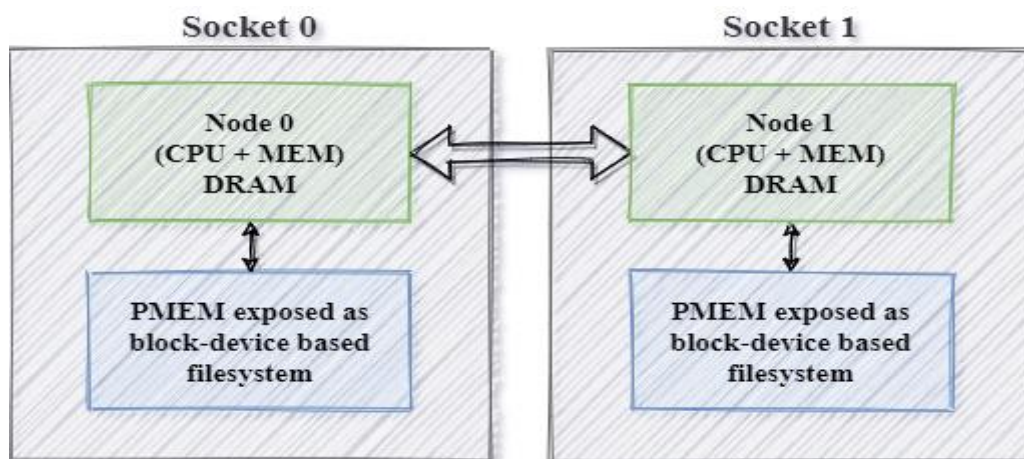 Socket 0
Socket 1
Node 0
(CPU + MEM)
DRAM
Node 1
(CPU + MEM)
DRAM
PMEM exposed as
block-device based
filesystem
PMEM exposed as
block-device based
filesystem